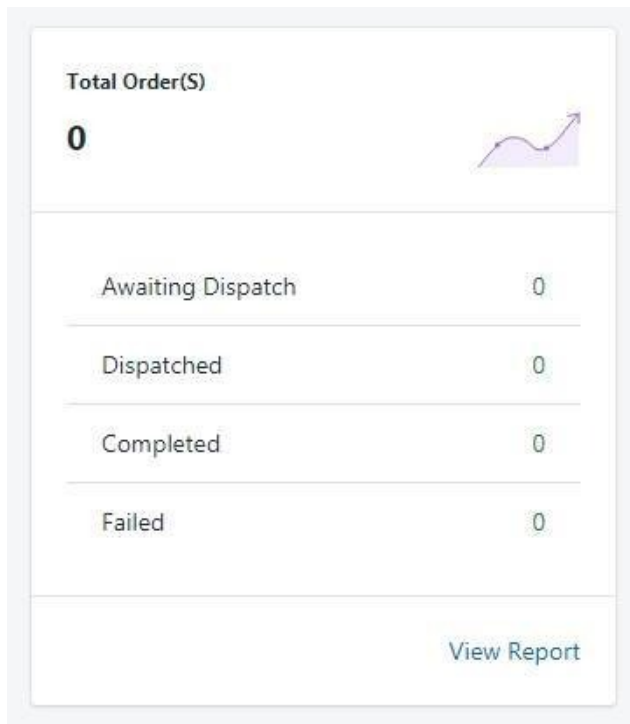 Total Order(S)
0
Awaiting Dispatch 0
Dispatched 0
Completed 0
Failed 0
View Report